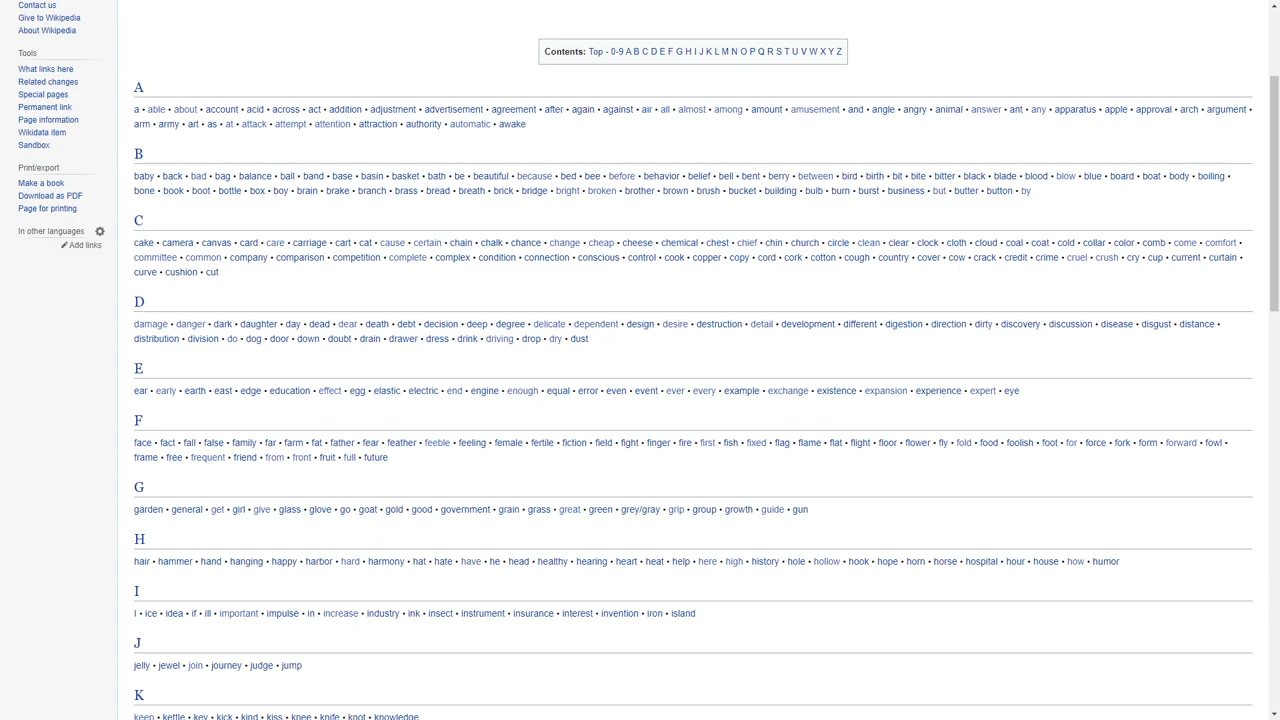 Contact us
Give to Wikipedia
About Wikipedia
Tools
What links here
Related changes
Special pages
Permanent link
Page information
Wikidata item
Sandbox
Print/export
Make a book
Download as PDF
Page for printing
In other languages
Add links
Contents: Top - 0-9 A B C D E F G H I J K L M N O P Q R S T U V W X Y Z
A
a • able • about • account • acid • across • act • addition • adjustment • advertisement • agreement • after • again • against • air • all • almost • among • amount • amusement • and • angle • angry • animal • answer • ant • any • apparatus • apple • approval • arch • argument •
arm • army • art • as • at • attack • attempt • attention • attraction • authority • automatic • awake
B
baby • back • bad • bag • balance • ball • band • base • basin • basket • bath • be • beautiful • because • bed • bee • before • behavior • belief • bell • bent • berry • between • bird • birth • bit • bite • bitter • black • blade • blood • blow • blue • board • boat • body • boiling •
bone • book • boot • bottle • box • boy • brain • brake • branch • brass • bread • breath • brick • bridge • bright • broken • brother • brown • brush • bucket • building • bulb • burn • burst • business • but • butter • button • by
C
cake • camera • canvas • card • care • carriage • cart • cat • cause • certain • chain • chalk • chance • change • cheap • cheese • chemical • chest • chief • chin • church • circle • clean • clear • clock • cloth • cloud • coal • coat • cold • collar • color • comb • come • comfort •
committee • common • company • comparison • competition • complete • complex • condition • connection • conscious • control • cook • copper • copy • cord • cork • cotton • cough • country • cover • cow • crack • credit • crime • cruel • crush • cry • cup • current • curtain •
curve • cushion • cut
D
damage • danger • dark • daughter • day • dead • dear • death • debt • decision • deep • degree • delicate • dependent • design • desire • destruction • detail • development • different • digestion • direction • dirty • discovery • discussion • disease • disgust • distance •
distribution • division • do • dog • door • down • doubt • drain • drawer • dress • drink • driving • drop • dry • dust
E
ear • early • earth • east • edge • education • effect • egg • elastic • electric • end • engine • enough • equal • error • even • event • ever • every • example • exchange • existence • expansion • experience • expert • eye
F
face • fact • fall • false • family • far • farm • fat • father • fear • feather • feeble • feeling • female • fertile • fiction • field • fight • finger • fire • first • fish • fixed • flag • flame • flat • flight • floor • flower • fly • fold • food • foolish • foot • for • force • fork • form • forward • fowl •
frame • free • frequent • friend • from • front • fruit • full • future
G
garden • general • get • girl • give • glass • glove • go • goat • gold • good • government • grain • grass • great • green • grey/gray • grip • group • growth • guide • gun
H
hair • hammer • hand • hanging • happy • harbor • hard • harmony • hat • hate • have • he • head • healthy • hearing • heart • heat • help • here • high • history • hole • hollow • hook • hope • horn • horse • hospital • hour • house • how • humor
I
I • ice • idea • if • ill • important • impulse • in • increase • industry • ink • insect • instrument • insurance • interest • invention • iron • island
J
jelly • jewel • join • journey • judge • jump
K
keep • kettle • key • kick • kind • kiss • knee • knife • knot • knowledge